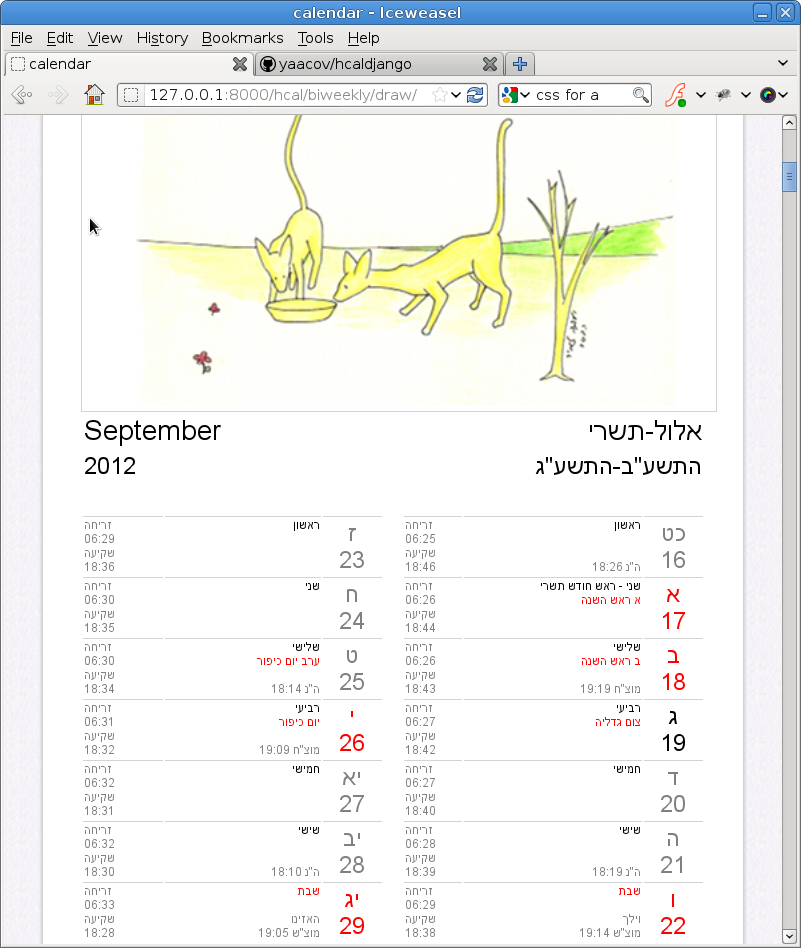 calendar - Iceweasel
File Edit View History Bookmarks Tools Help
calendar
yaacov/hcaldjango
127.0.0.1:8000/hcal/biweekly/draw/
css for a
September
אלול-תשרי
2012
התשע"ב-התשע"ג
כט
16
ראשון
ה"נ 18:26
זריחה
06:25
שקיעה
18:46
א
17
שני - ראש חודש תשרי
א ראש השנה
זריחה
06:26
שקיעה
18:44
ב
18
שלישי
ב ראש השנה
מוצ"ח 19:19
זריחה
06:26
שקיעה
18:43
ג
19
רביעי
צום גדליה
זריחה
06:27
שקיעה
18:42
ד
20
חמישי
זריחה
06:27
שקיעה
18:40
ה
21
שישי
ה"נ 18:19
זריחה
06:28
שקיעה
18:39
ו
22
שבת
וילך
מוצ"ש 19:14
זריחה
06:29
שקיעה
18:38
ז
23
ראשון
זריחה
06:29
שקיעה
18:36
ח
24
שני
זריחה
06:30
שקיעה
18:35
ט
25
שלישי
ערב יום כיפור
ה"נ 18:14
זריחה
06:30
שקיעה
18:34
י
26
רביעי
יום כיפור
מוצ"ח 19:09
זריחה
06:31
שקיעה
18:32
יא
27
חמישי
זריחה
06:32
שקיעה
18:31
יב
28
שישי
ה"נ 18:10
זריחה
06:32
שקיעה
18:30
יג
29
שבת
האזינו
מוצ"ש 19:05
זריחה
06:33
שקיעה
18:28